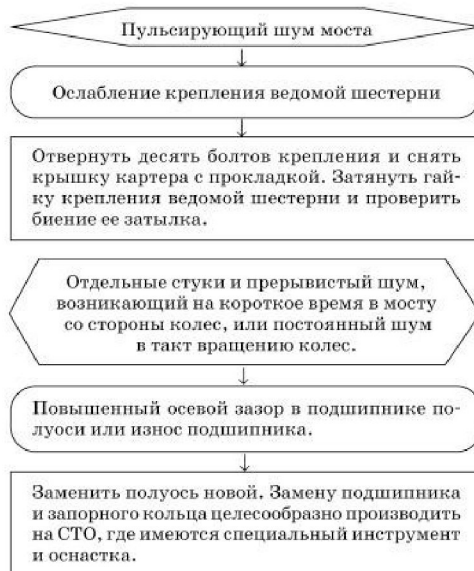 Пульсирующий шум моста
Ослабление крепления ведомой шестерни
Отвернуть десять болтов крепления и снять
крышку картера с прокладкой. Затянуть гай-
ку крепления ведомой шестерни и проверить
биение ее затылка.
Отдельные стуки и прерывистый шум,
возникающий на короткое время в мосту
со стороны колес, или постоянный шум
в такт вращению колес.
Повышенный осевой зазор в подшипнике по-
луоси или износ подшипника.
Заменить полуось новой. Замену подшипника
и запорного кольца целесообразно производить
на СТО, где имеются специальный инструмент
и оснастка.